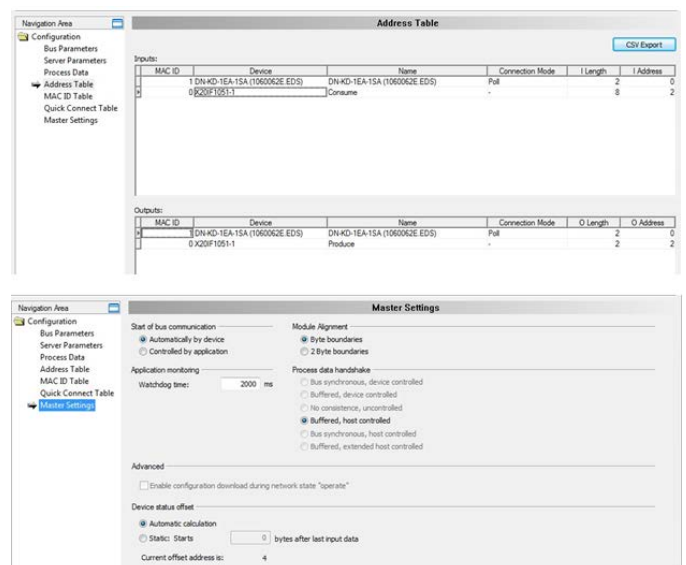 Navigation Area
Address Table
Configuration
Bus Parameters
Server Parameters
Process Data
Address Table
MAC ID Table
Quick Connect Table
Master Settings
CSV Export
Inputs:
MAC ID Device Name Connection Mode I Length I Address
1 DN-KD-1EA-1SA (1060062E.EDS) DN-KD-1EA-1SA (1060062E.EDS) Poll 2 0
0 X20IF1051-1 Consume - 8 2
Outputs:
MAC ID Device Name Connection Mode O Length O Address
1 DN-KD-1EA-1SA (1060062E.EDS) DN-KD-1EA-1SA (1060062E.EDS) Poll 2 0
0 X20IF1051-1 Produce - 2 2
Navigation Area
Master Settings
Configuration
Bus Parameters
Server Parameters
Process Data
Address Table
MAC ID Table
Quick Connect Table
Master Settings
Start of bus communication
Automatically by device
Controlled by application
Module Alignment
Byte boundaries
2 Byte boundaries
Application monitoring
Watchdog time: 2000 ms
Process data handshake
Bus synchronous, device controlled
Buffered, device controlled
No consistence, uncontrolled
Buffered, host controlled
Bus synchronous, host controlled
Buffered, extended host controlled
Advanced
Enable configuration download during network state "operate"
Device status offset
Automatic calculation
Static: Starts 0 bytes after last input data
Current offset address is: 4